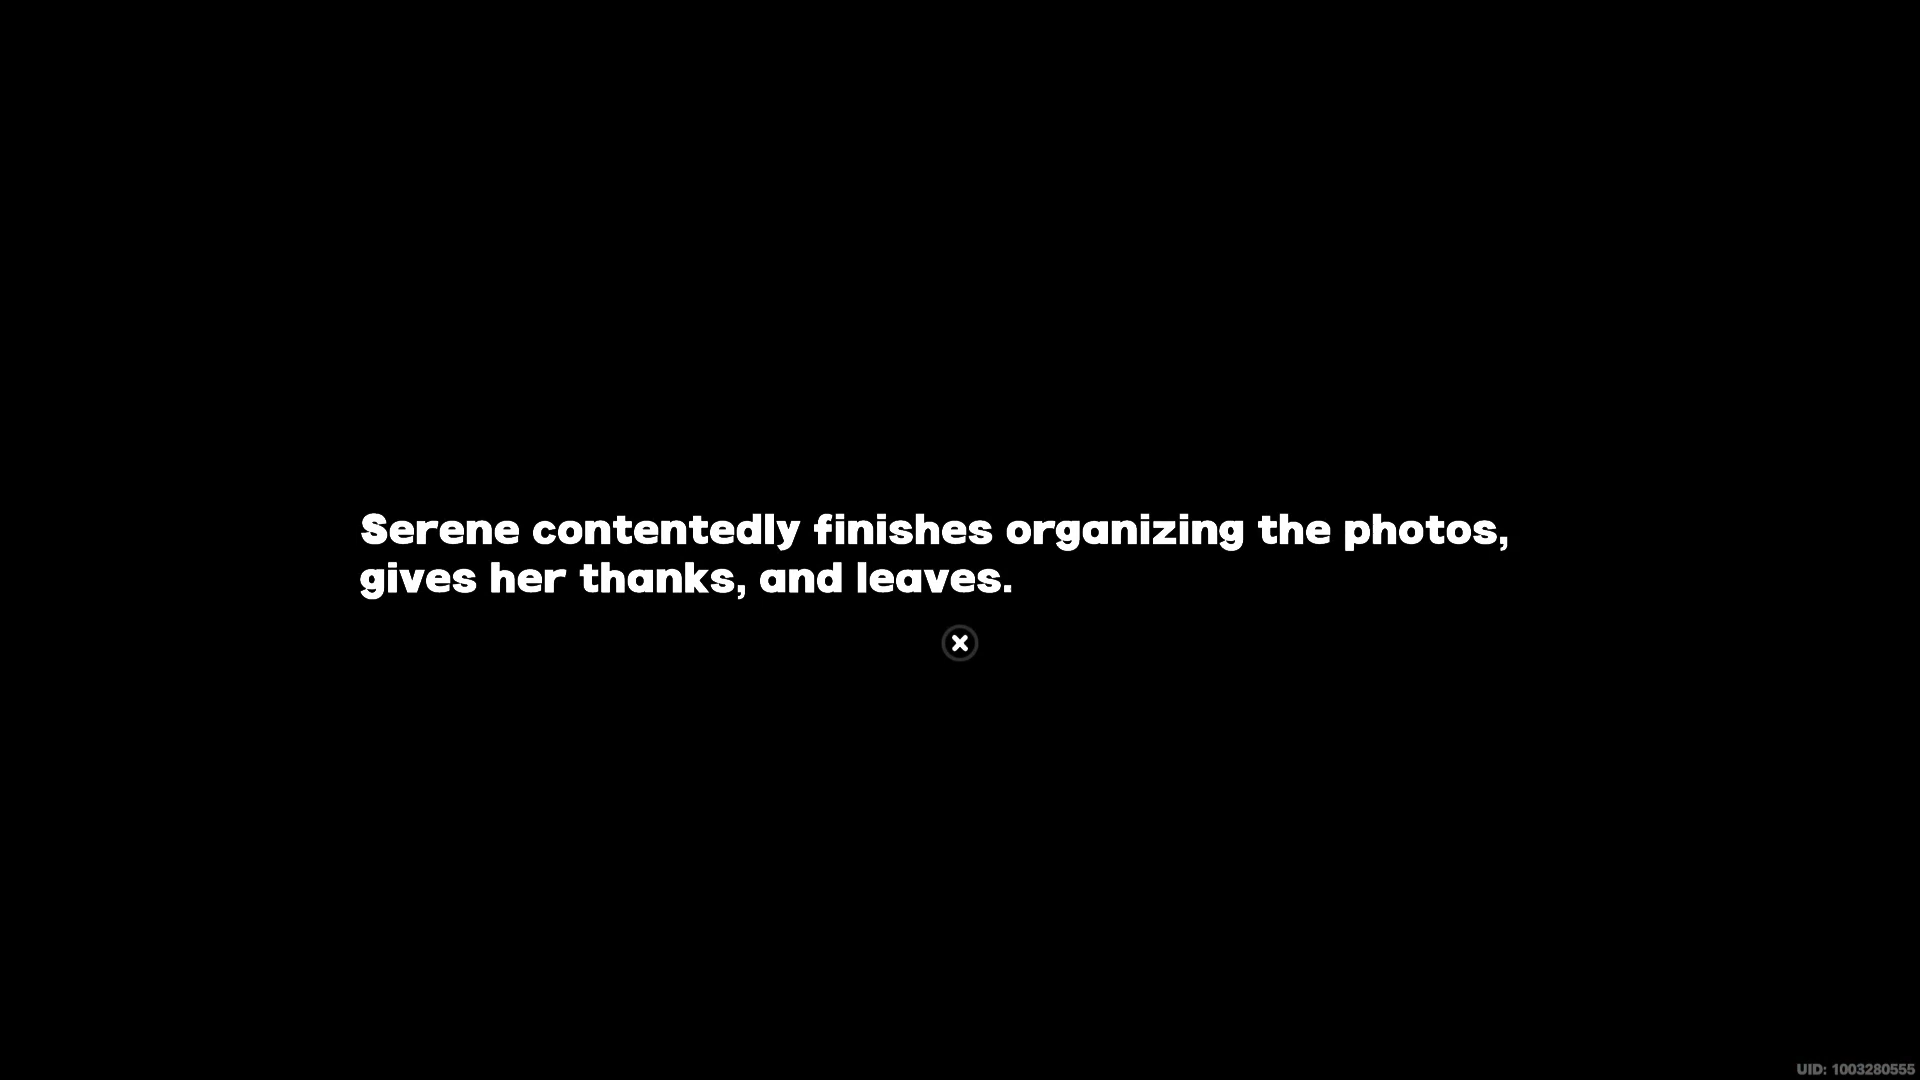 Serene contentedly finishes organizing the photos,
gives her thanks, and leaves.
UID: 1003280555